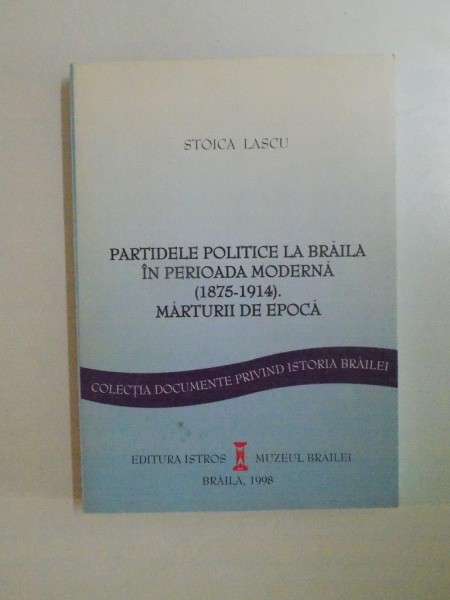 STOICA LASCU
PARTIDELE POLITICE LA BRĂILA
ÎN PERIOADA MODERNĂ
(1875-1914).
MĂRTURII DE EPOCĂ
COLECȚIA DOCUMENTE PRIVIND ISTORIA BRĂILEI
EDITURA ISTROS MUZEUL BRĂILEI
BRĂILA, 1998